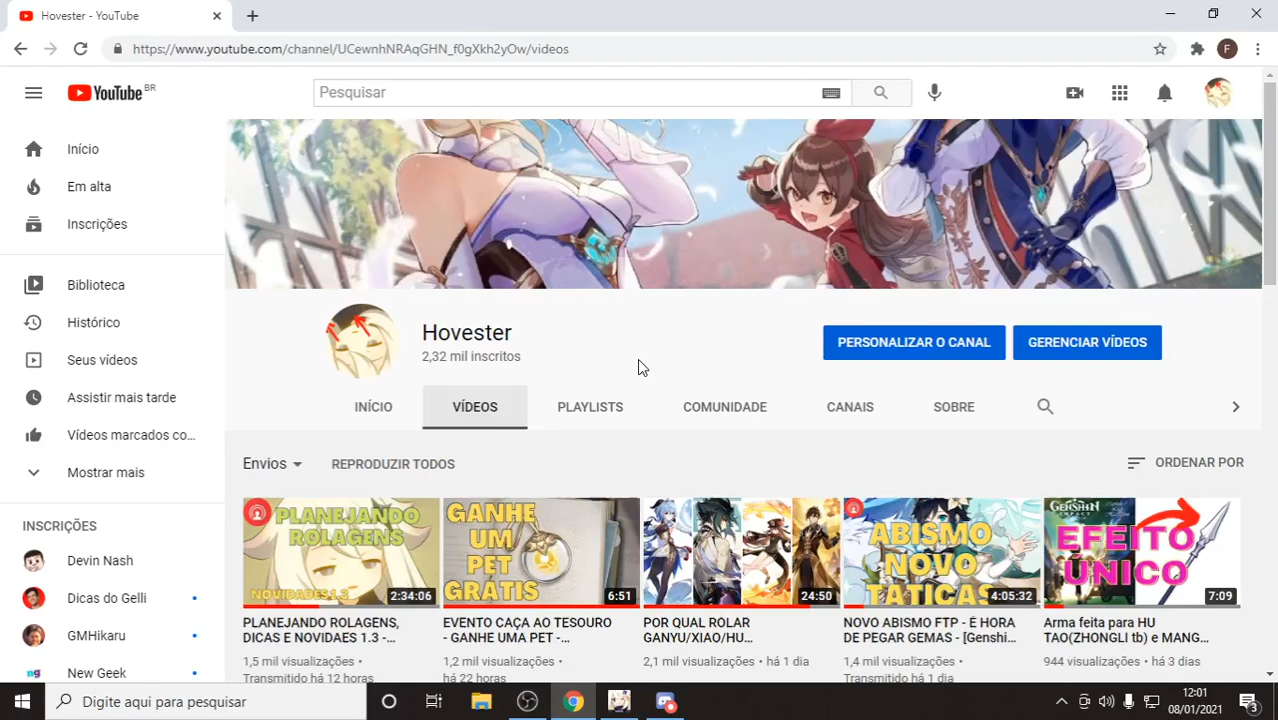 Hovester - YouTube
https://www.youtube.com/channel/UCewnhNRAqGHN_f0gXkh2yOw/videos
F
YouTube BR
Pesquisar
Início
Em alta
Inscrições
Biblioteca
Histórico
Seus vídeos
Assistir mais tarde
Vídeos marcados co...
Mostrar mais
INSCRIÇÕES
Devin Nash
Dicas do Gelli
GMHikaru
New Geek
Hovester
2,32 mil inscritos
PERSONALIZAR O CANAL
GERENCIAR VÍDEOS
INÍCIO
VÍDEOS
PLAYLISTS
COMUNIDADE
CANAIS
SOBRE
Envios
REPRODUZIR TODOS
ORDENAR POR
PLANEJANDO
ROLAGENS
NOVIDADES 1.3
2:34:06
PLANEJANDO ROLAGENS,
DICAS E NOVIDAES 1.3 -...
1,5 mil visualizações •
Transmitido há 12 horas
GANHE
UM
PET
GRÁTIS
6:51
EVENTO CAÇA AO TESOURO
- GANHE UMA PET -...
1,2 mil visualizações •
há 22 horas
24:50
POR QUAL ROLAR
GANYU/XIAO/HU...
2,1 mil visualizações • há 1 dia
ABISMO
NOVO
TATICAS
4:05:32
NOVO ABISMO FTP - É HORA
DE PEGAR GEMAS - [Genshi...
1,4 mil visualizações •
Transmitido há 1 dia
GENSHIN
IMPACT
EFEITO
ÚNICO
7:09
Arma feita para HU
TAO(ZHONGLI tb) e MANG...
944 visualizações • há 3 dias
Digite aqui para pesquisar
12:01
08/01/2021
3